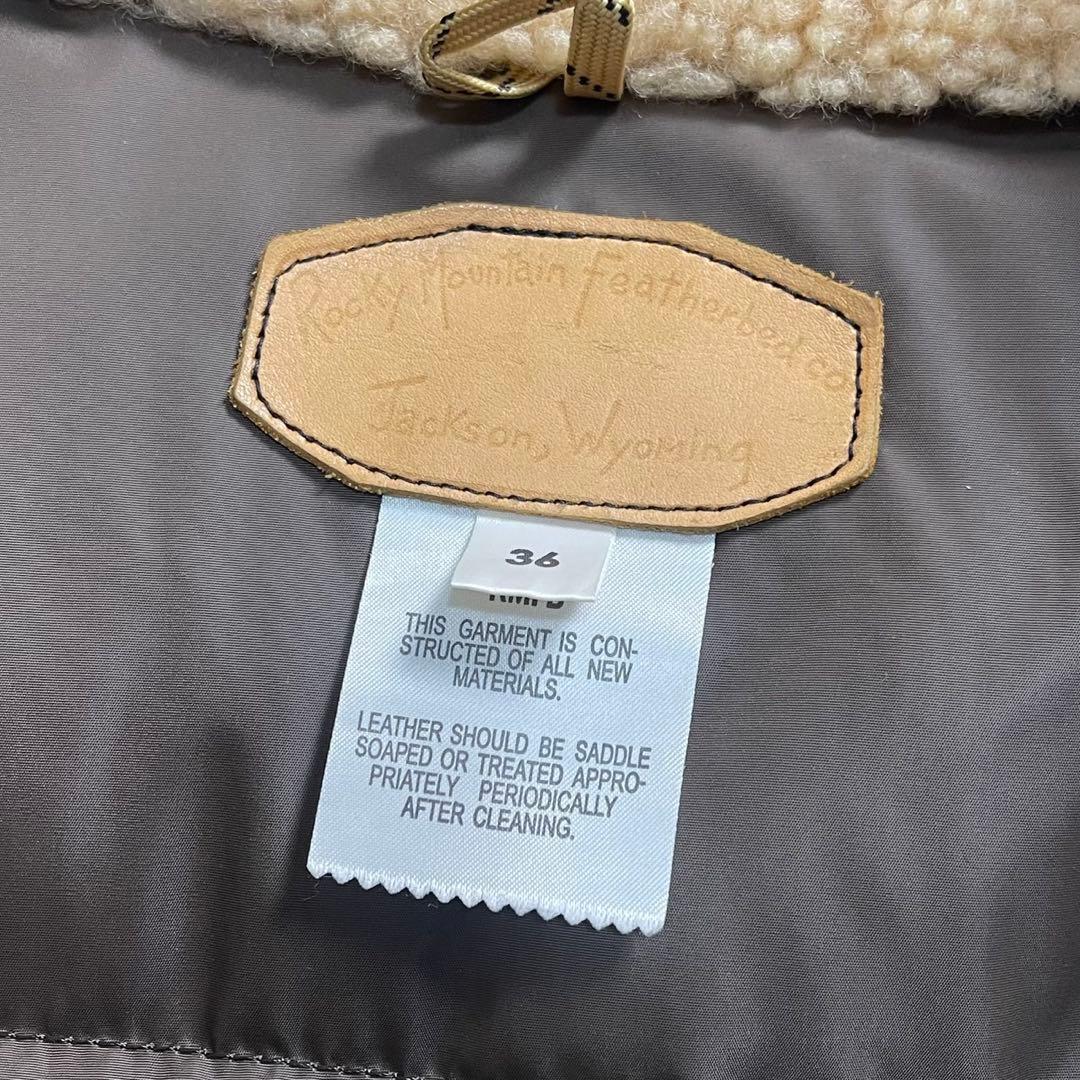 Rocky Mountain Featherbed co
Jackson, Wyoming
36
THIS GARMENT IS CON-
STRUCTED OF ALL NEW
MATERIALS.
LEATHER SHOULD BE SADDLE
SOAPED OR TREATED APPRO-
PRIATELY PERIODICALLY
AFTER CLEANING.